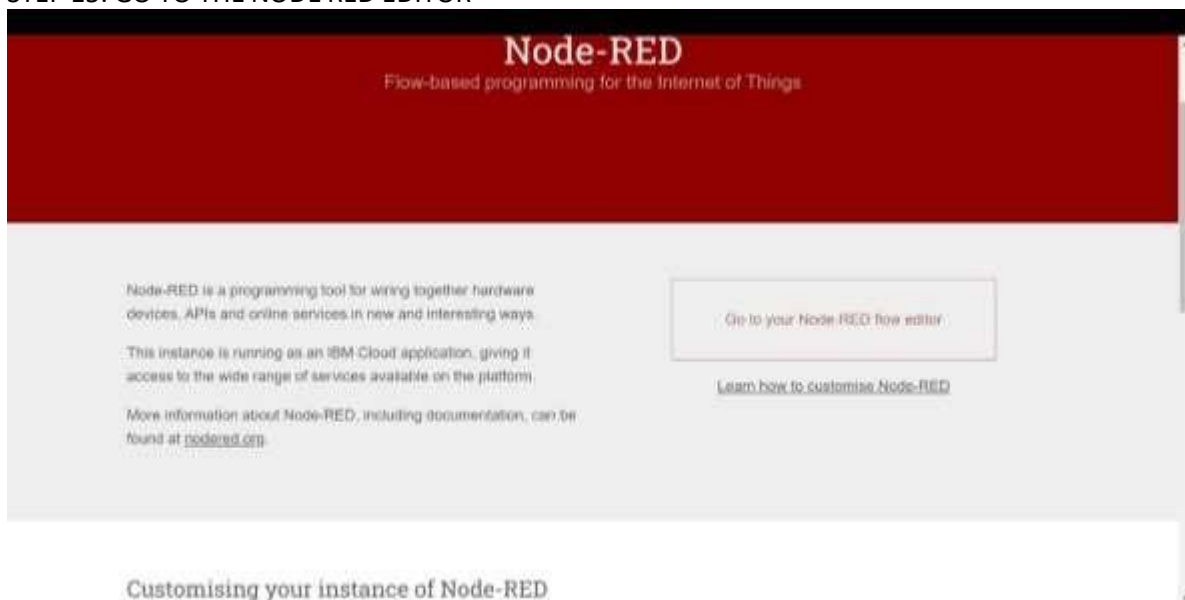 STEP 13: GO TO THE NODE RED EDITOR
Node-RED
Flow-based programming for the Internet of Things
Node-RED is a programming tool for wiring together hardware
devices, APIs and online services in new and interesting ways.
This instance is running as an IBM Cloud application, giving it
access to the wide range of services available on the platform.
More information about Node-RED, including documentation, can be
found at nodered.org.
Go to your Node-RED flow editor
Learn how to customise Node-RED
Customising your instance of Node-RED